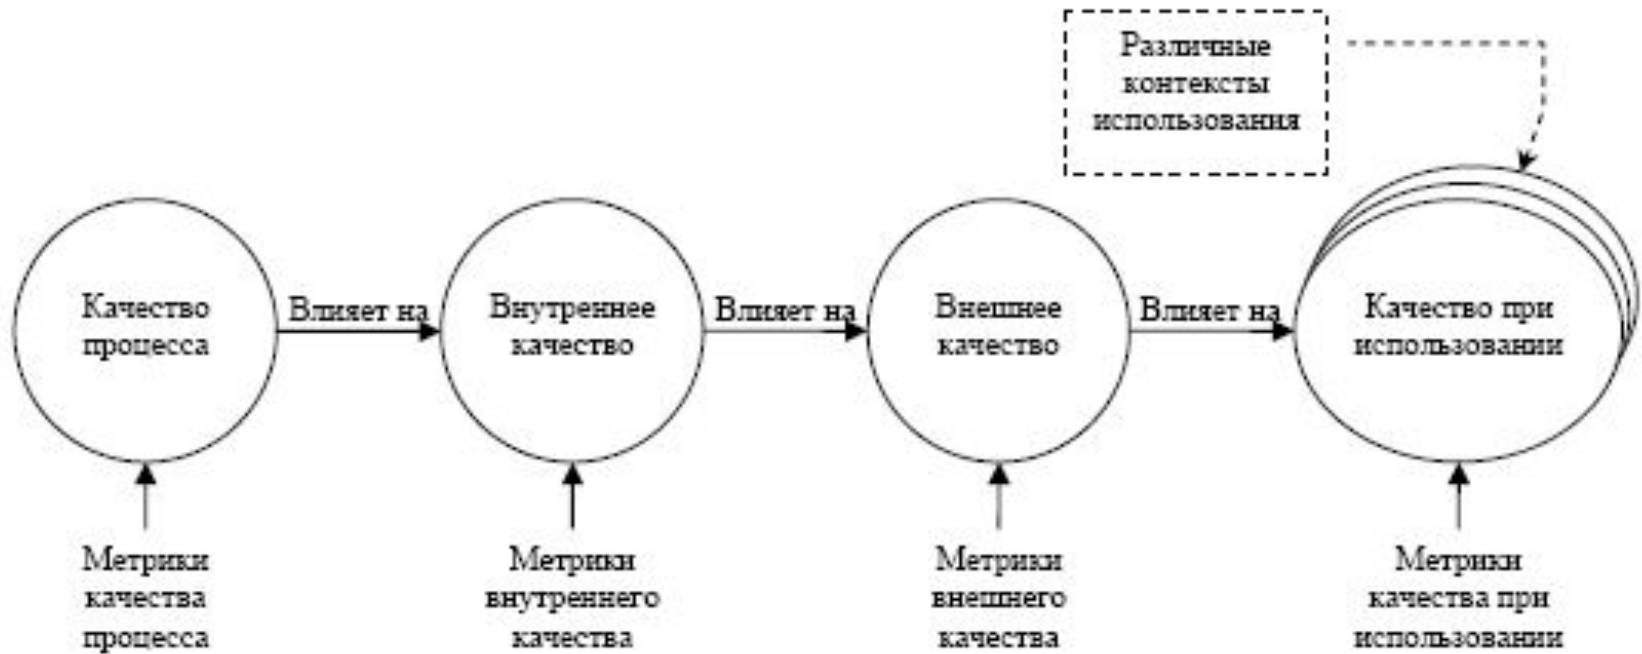 Различные
контексты
использования
Качество
процесса
Влияет на
Внутреннее
качество
Влияет на
Внешнее
качество
Влияет на
Качество при
использовании
Метрики
качества
процесса
Метрики
внутреннего
качества
Метрики
внешнего
качества
Метрики
качества при
использовании